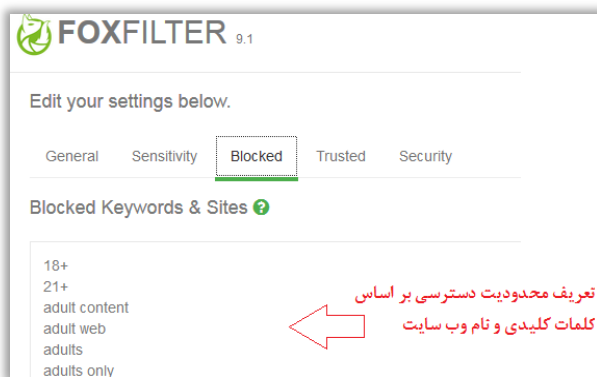 FOXFILTER 9.1
Edit your settings below.
General Sensitivity Blocked Trusted Security
Blocked Keywords & Sites ?
18+
21+
adult content
adult web
adults
adults only
تعریف محدودیت دسترسی بر اساس
کلمات کلیدی و نام وب سایت